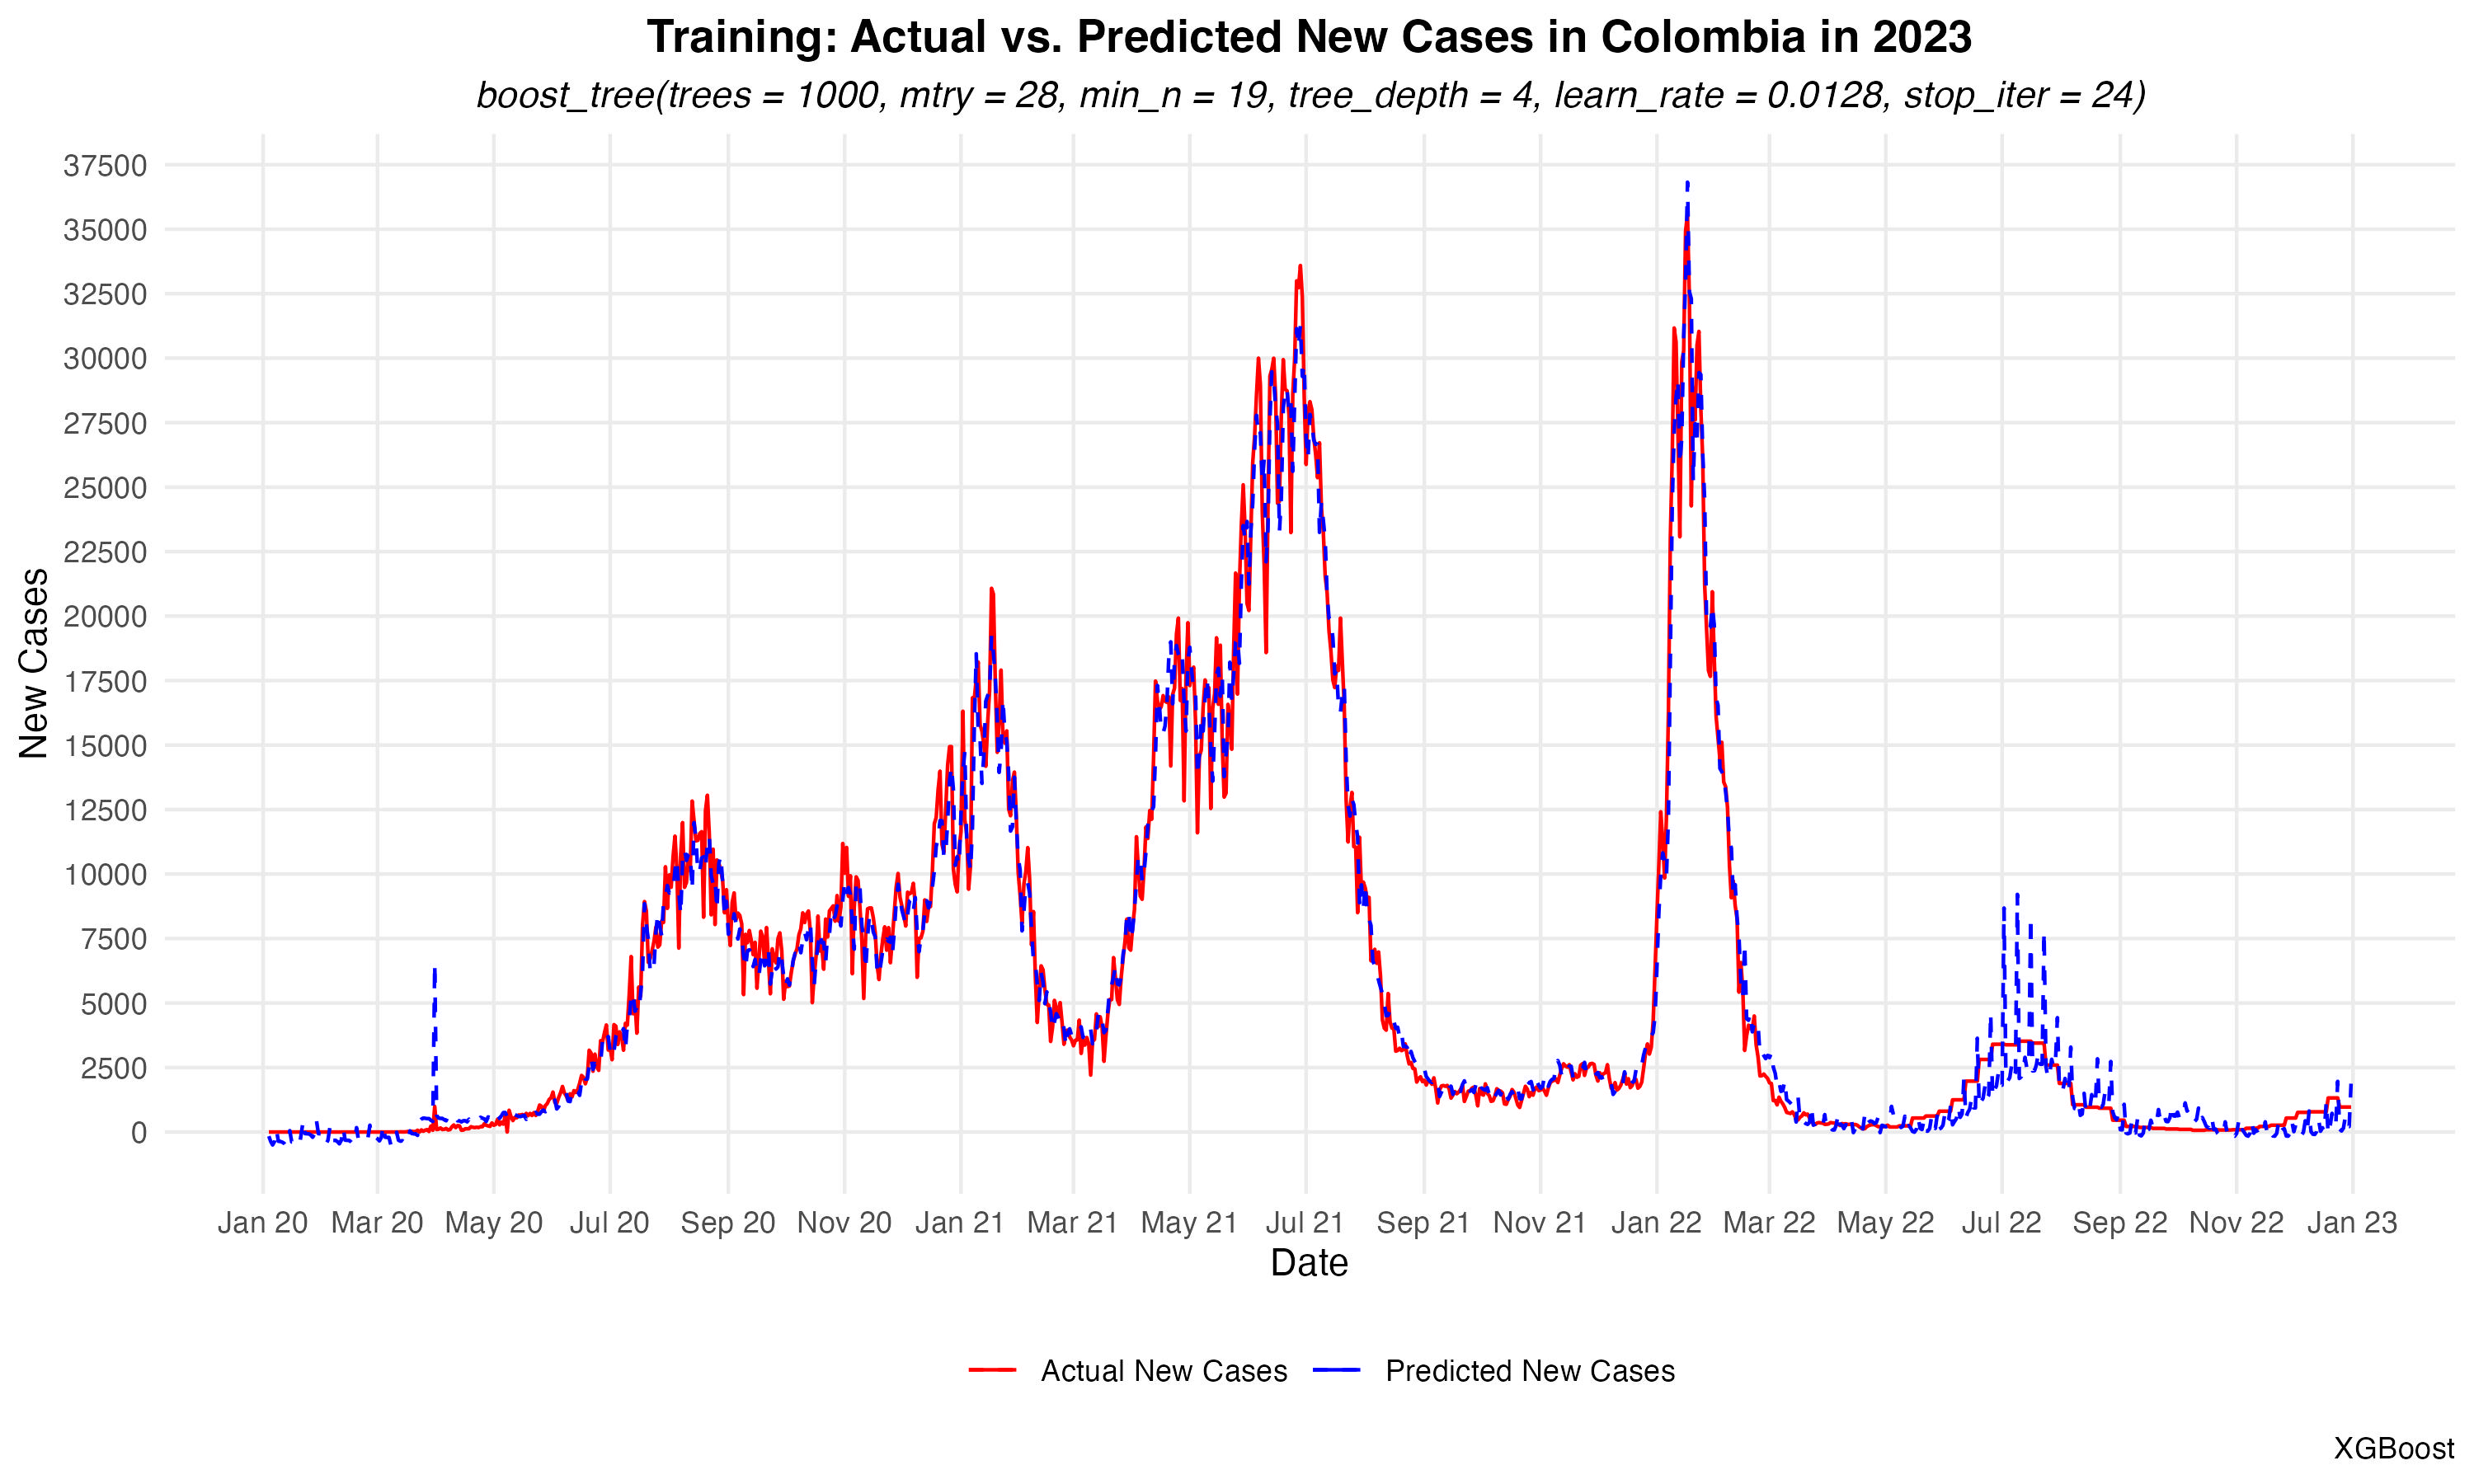 Training: Actual vs. Predicted New Cases in Colombia in 2023
boost_tree(trees = 1000, mtry = 28, min_n = 19, tree_depth = 4, learn_rate = 0.0128, stop_iter = 24)
New Cases
37500
35000
32500
30000
27500
25000
22500
20000
17500
15000
12500
10000
7500
5000
2500
0
Jan 20 Mar 20 May 20 Jul 20 Sep 20 Nov 20 Jan 21 Mar 21 May 21 Jul 21 Sep 21 Nov 21 Jan 22 Mar 22 May 22 Jul 22 Sep 22 Nov 22 Jan 23
Date
Actual New Cases Predicted New Cases
XGBoost